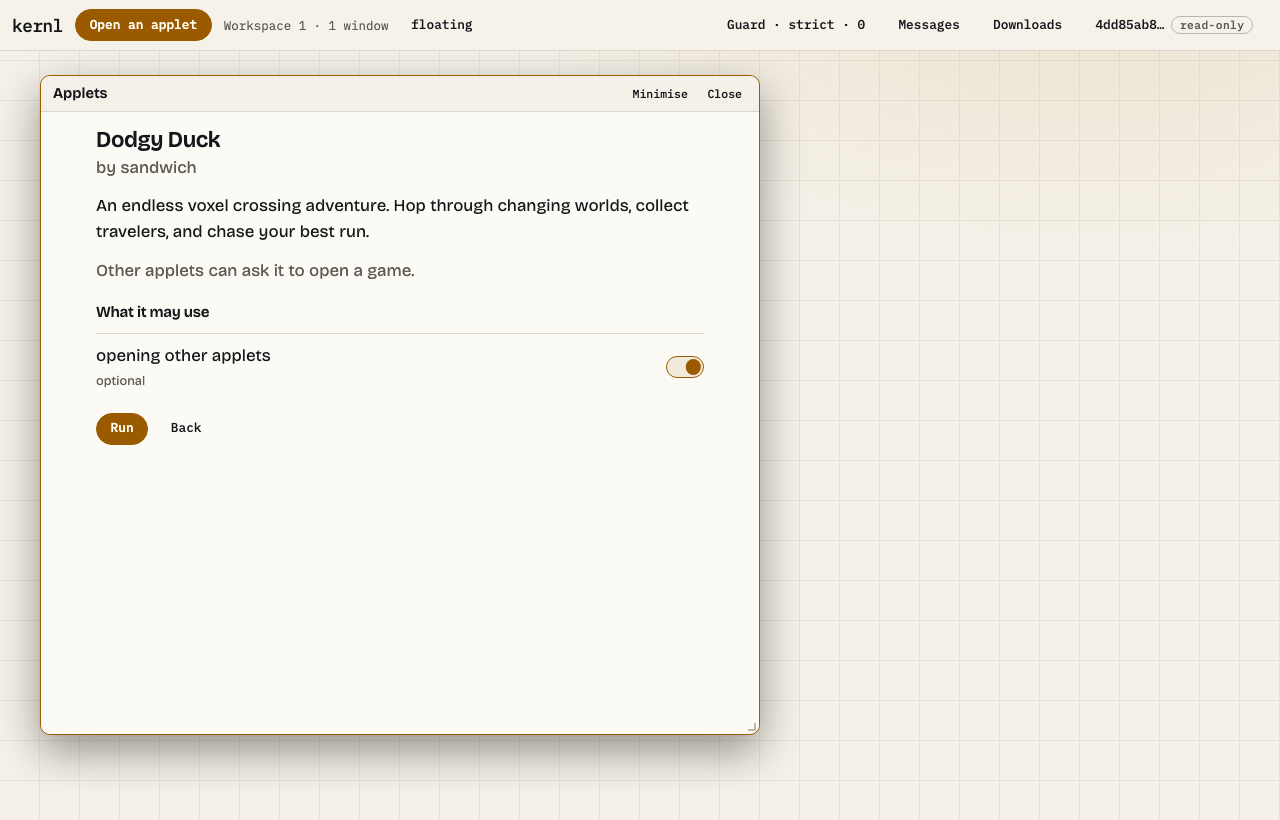 kernl
Open an applet
Workspace 1 · 1 window
floating
Guard · strict · 0
Messages
Downloads
4dd85ab8…
read-only
Applets
Minimise
Close
Dodgy Duck
by sandwich
An endless voxel crossing adventure. Hop through changing worlds, collect
travelers, and chase your best run.
Other applets can ask it to open a game.
What it may use
opening other applets
optional
Run
Back